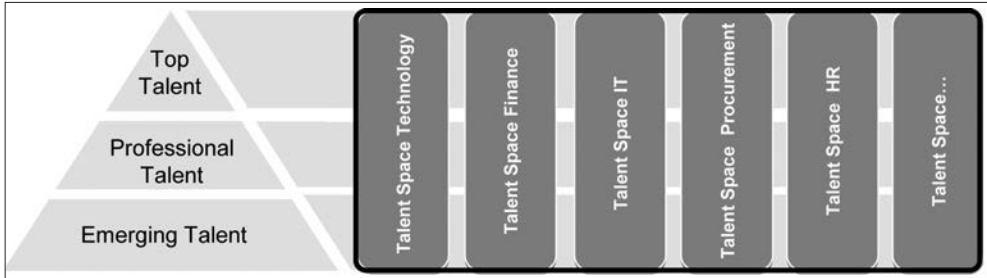 Top
Talent
Professional
Talent
Emerging Talent
Talent Space Technology
Talent Space Finance
Talent Space IT
Talent Space Procurement
Talent Space HR
Talent Space…